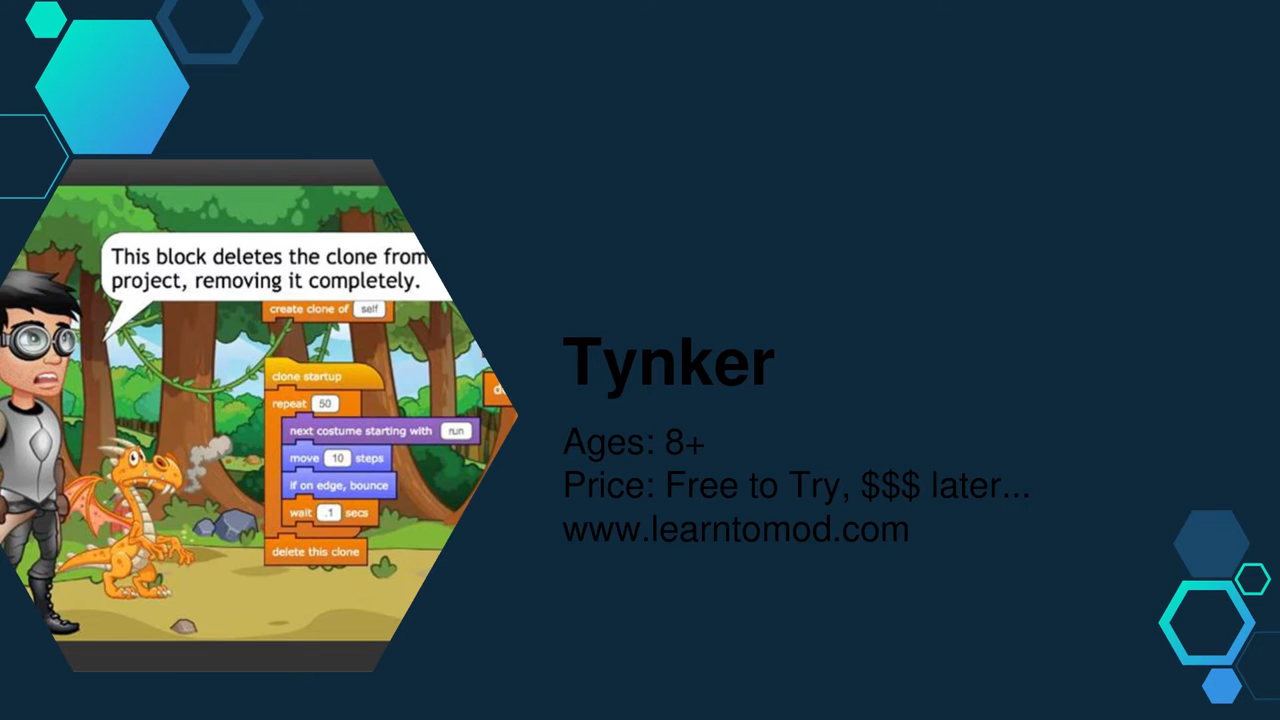 This block deletes the clone from
project, removing it completely.
create clone of self
clone startup
repeat 50
next costume starting with run
move 10 steps
if on edge, bounce
wait .1 secs
delete this clone
Tynker
Ages: 8+
Price: Free to Try, $$$ later...
www.learntomod.com